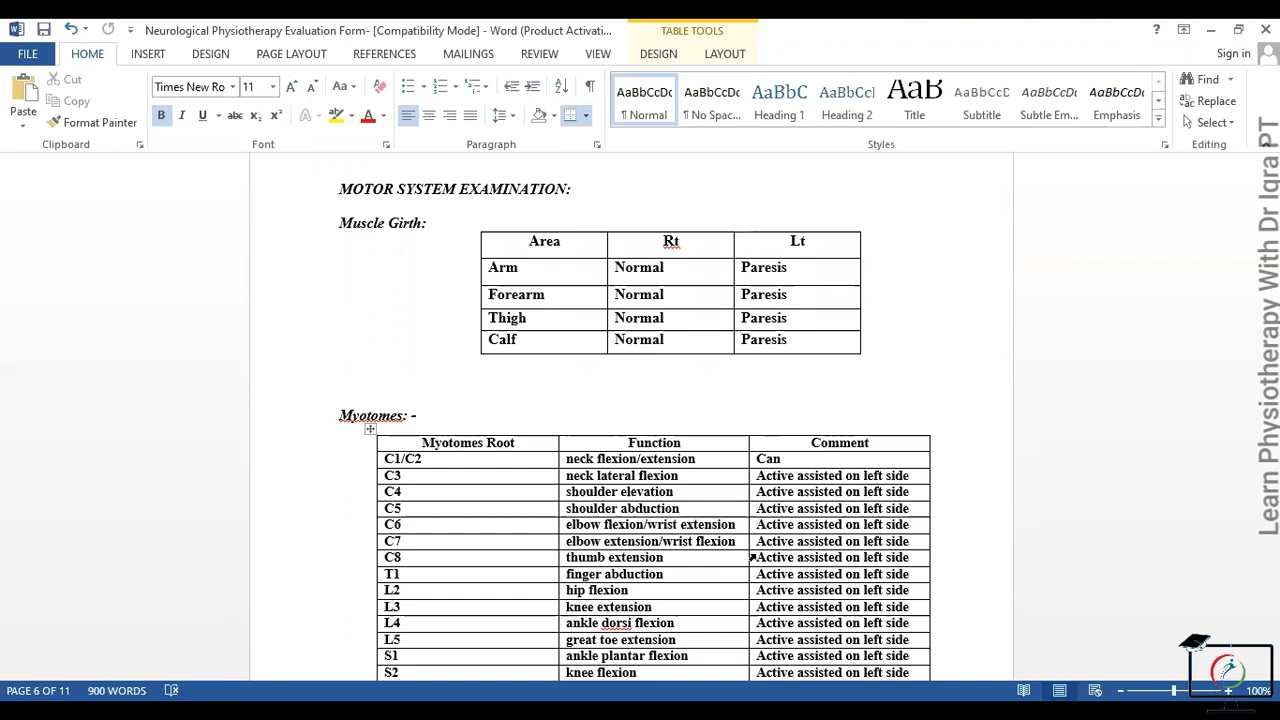 Neurological Physiotherapy Evaluation Form- [Compatibility Mode] - Word (Product Activati...
TABLE TOOLS
?
FILE HOME INSERT DESIGN PAGE LAYOUT REFERENCES MAILINGS REVIEW VIEW DESIGN LAYOUT
Sign in
Paste
Cut
Copy
Format Painter
Times New Ro 11
Aa
B I U abc x₂ x² A A
AaBbCcDc AaBbCcDc AaBbC AaBbCcI AaB AaBbCcD AaBbCcDc AaBbCcDc
¶ Normal ¶ No Spac... Heading 1 Heading 2 Title Subtitle Subtle Em... Emphasis
Find
Replace
Select
Clipboard Font Paragraph Styles Editing
MOTOR SYSTEM EXAMINATION:
Muscle Girth:
Area Rt Lt
Arm Normal Paresis
Forearm Normal Paresis
Thigh Normal Paresis
Calf Normal Paresis
Myotomes: -
Myotomes Root Function Comment
C1/C2 neck flexion/extension Can
C3 neck lateral flexion Active assisted on left side
C4 shoulder elevation Active assisted on left side
C5 shoulder abduction Active assisted on left side
C6 elbow flexion/wrist extension Active assisted on left side
C7 elbow extension/wrist flexion Active assisted on left side
C8 thumb extension Active assisted on left side
T1 finger abduction Active assisted on left side
L2 hip flexion Active assisted on left side
L3 knee extension Active assisted on left side
L4 ankle dorsi flexion Active assisted on left side
L5 great toe extension Active assisted on left side
S1 ankle plantar flexion Active assisted on left side
S2 knee flexion Active assisted on left side
PAGE 6 OF 11 900 WORDS
100%
Learn Physiotherapy With Dr Iqra PT